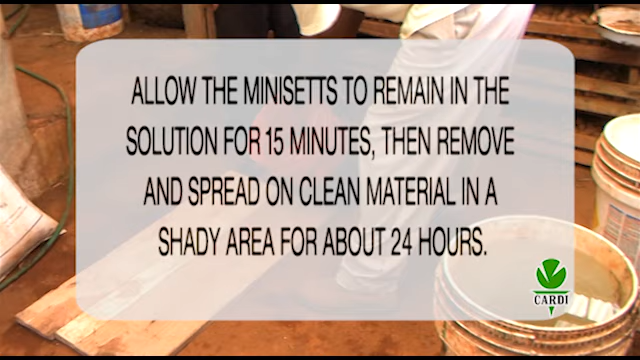 ALLOW THE MINISETTS TO REMAIN IN THE
SOLUTION FOR 15 MINUTES, THEN REMOVE
AND SPREAD ON CLEAN MATERIAL IN A
SHADY AREA FOR ABOUT 24 HOURS.
CARDI